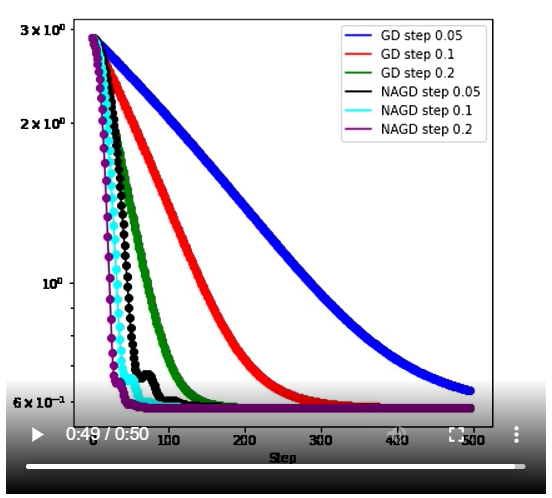 3 × 10⁰
2 × 10⁰
10⁰
6 × 10⁻¹
GD step 0.05
GD step 0.1
GD step 0.2
NAGD step 0.05
NAGD step 0.1
NAGD step 0.2
0 100 200 300 400 500
Step
0:49 / 0:50